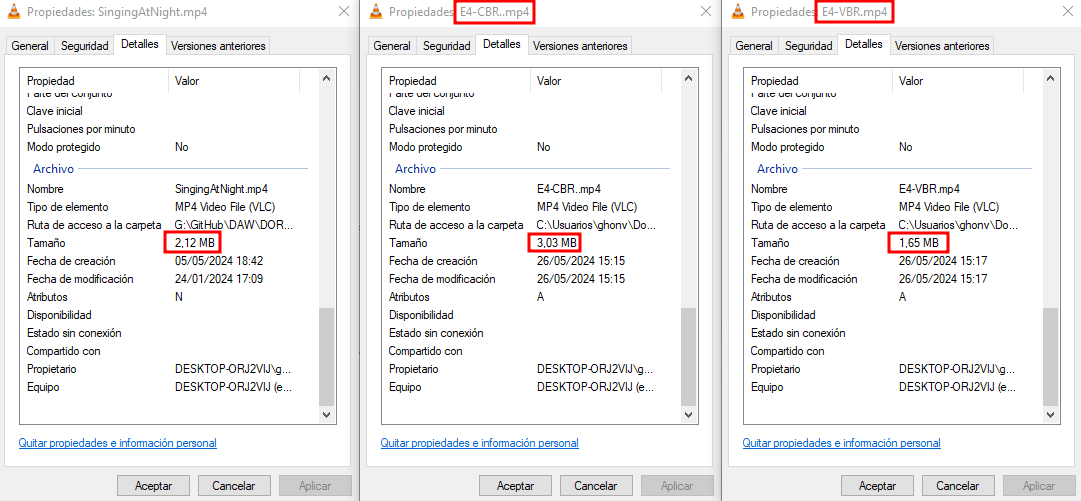 Propiedades: SingingAtNight.mp4
General Seguridad Detalles Versiones anteriores
Propiedad Valor
Parte del conjunto
Clave inicial
Pulsaciones por minuto
Modo protegido No
Archivo
Nombre SingingAtNight.mp4
Tipo de elemento MP4 Video File (VLC)
Ruta de acceso a la carpeta G:\GitHub\DAW\DOR...
Tamaño 2,12 MB
Fecha de creación 05/05/2024 18:42
Fecha de modificación 24/01/2024 17:09
Atributos N
Disponibilidad
Estado sin conexión
Compartido con
Propietario DESKTOP-ORJ2VIJ\g...
Equipo DESKTOP-ORJ2VIJ (e...
Quitar propiedades e información personal
Aceptar Cancelar Aplicar
Propiedades: E4-CBR..mp4
General Seguridad Detalles Versiones anteriores
Propiedad Valor
Parte del conjunto
Clave inicial
Pulsaciones por minuto
Modo protegido No
Archivo
Nombre E4-CBR..mp4
Tipo de elemento MP4 Video File (VLC)
Ruta de acceso a la carpeta C:\Usuarios\ghonv\Do...
Tamaño 3,03 MB
Fecha de creación 26/05/2024 15:15
Fecha de modificación 26/05/2024 15:15
Atributos A
Disponibilidad
Estado sin conexión
Compartido con
Propietario DESKTOP-ORJ2VIJ\g...
Equipo DESKTOP-ORJ2VIJ (e...
Quitar propiedades e información personal
Aceptar Cancelar Aplicar
Propiedades: E4-VBR.mp4
General Seguridad Detalles Versiones anteriores
Propiedad Valor
Parte del conjunto
Clave inicial
Pulsaciones por minuto
Modo protegido No
Archivo
Nombre E4-VBR.mp4
Tipo de elemento MP4 Video File (VLC)
Ruta de acceso a la carpeta C:\Usuarios\ghonv\Do...
Tamaño 1,65 MB
Fecha de creación 26/05/2024 15:17
Fecha de modificación 26/05/2024 15:17
Atributos A
Disponibilidad
Estado sin conexión
Compartido con
Propietario DESKTOP-ORJ2VIJ\g...
Equipo DESKTOP-ORJ2VIJ (e...
Quitar propiedades e información personal
Aceptar Cancelar Aplicar